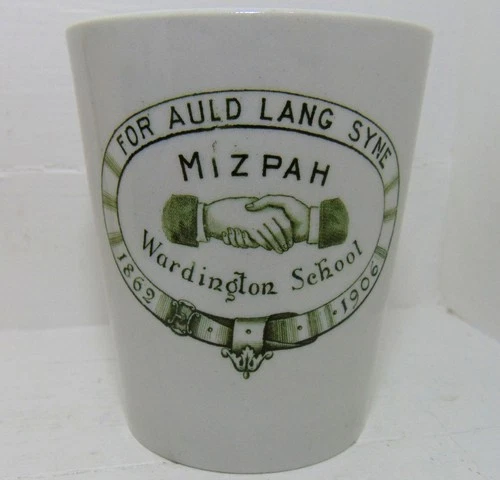 FOR AULD LANG SYNE
MIZPAH
Wardington School
1862 1906